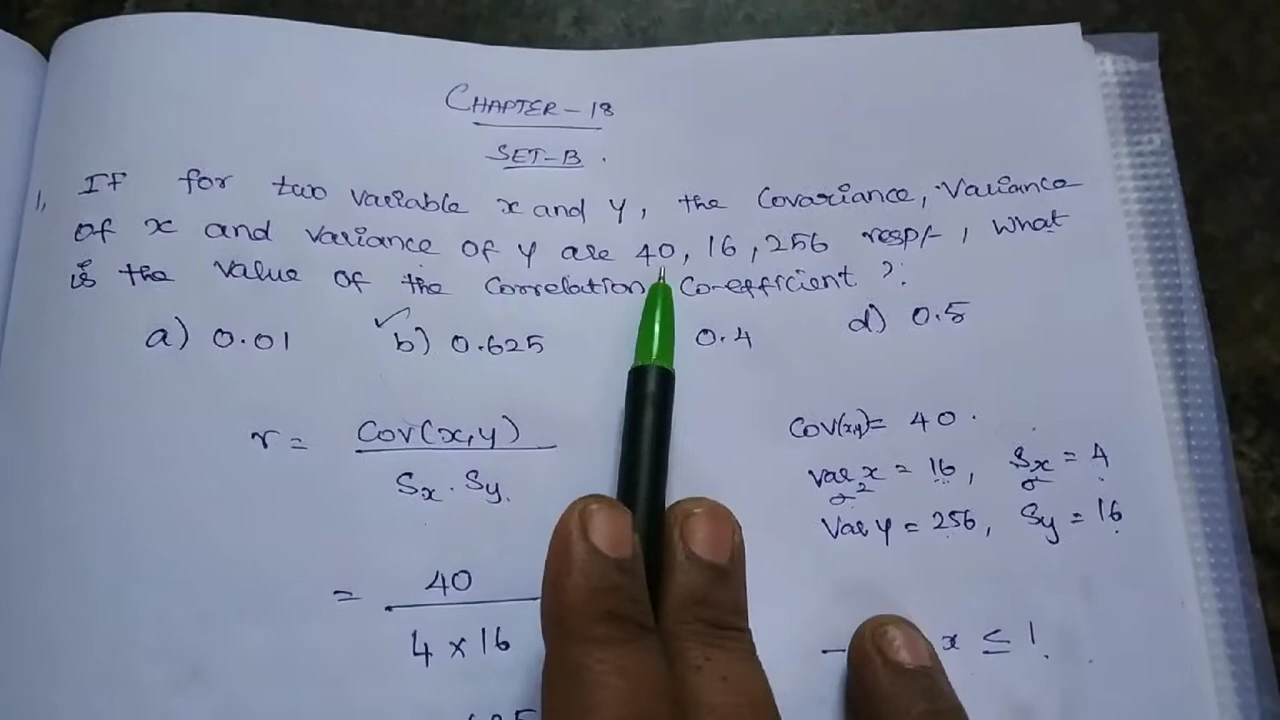 CHAPTER-18
SET-B.
1, If for two variable x and y, the Covariance, Variance
of x and variance of y are 40, 16, 256 resp/-, what
is the value of the Correlation Co-efficient ?
a) 0.01 b) 0.625 0.4 d) 0.5
r = Cov(x,y)
Sx . Sy.
= 40
4 x 16
Cov(x,y)= 40.
Var x = 16, Sx = 4
σ² σ
Var y = 256, Sy = 16
x ≤ 1.